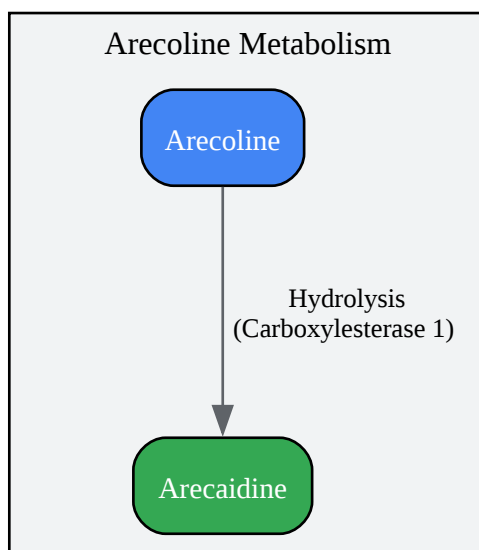 Arecoline Metabolism
Arecoline
Hydrolysis
(Carboxylesterase 1)
Arecaidine